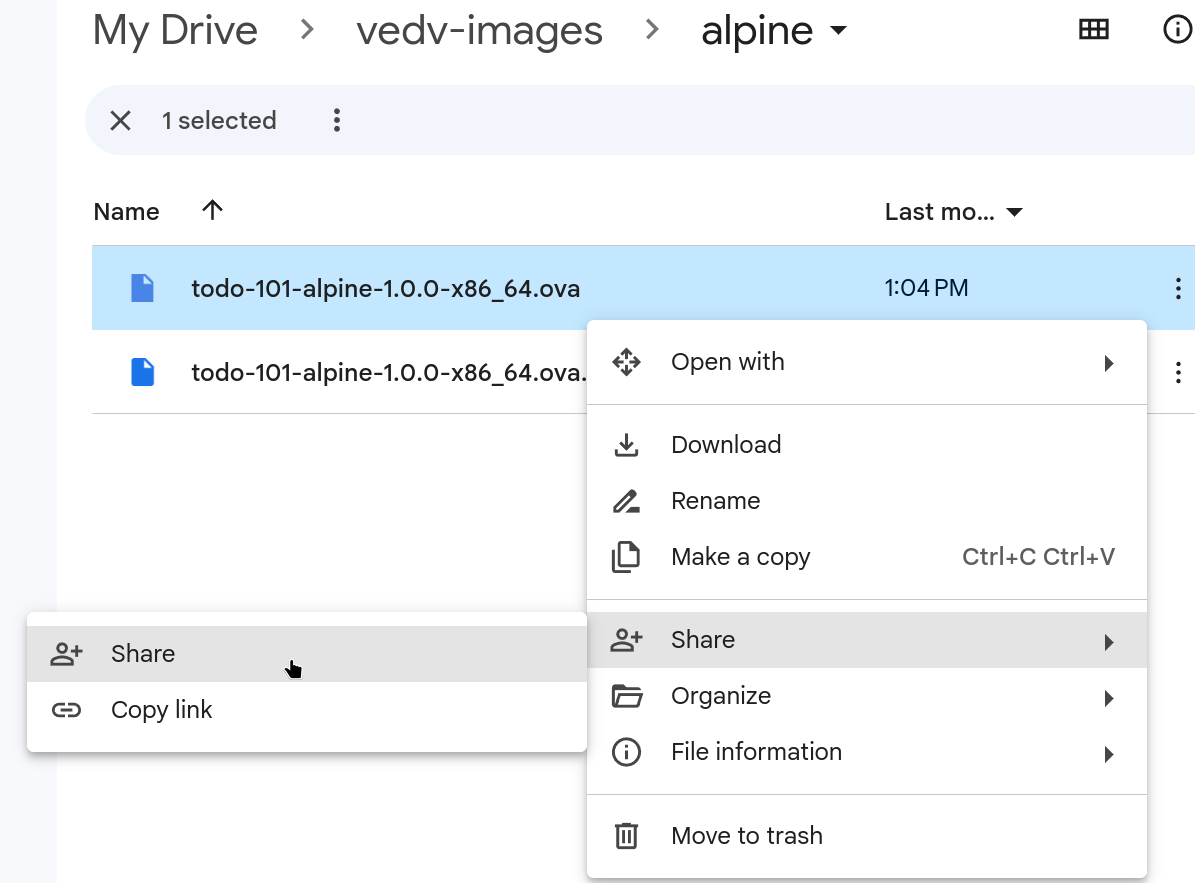 My Drive > vedv-images > alpine
1 selected
Name Last mo...
todo-101-alpine-1.0.0-x86_64.ova 1:04 PM
todo-101-alpine-1.0.0-x86_64.ova.
Open with
Download
Rename
Make a copy Ctrl+C Ctrl+V
Share
Organize
File information
Move to trash
Share
Copy link